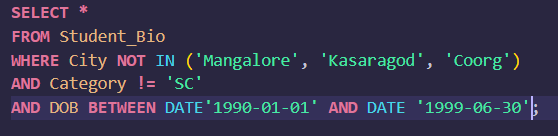 SELECT *
FROM Student_Bio
WHERE City NOT IN ('Mangalore', 'Kasaragod', 'Coorg')
AND Category != 'SC'
AND DOB BETWEEN DATE'1990-01-01' AND DATE '1999-06-30';